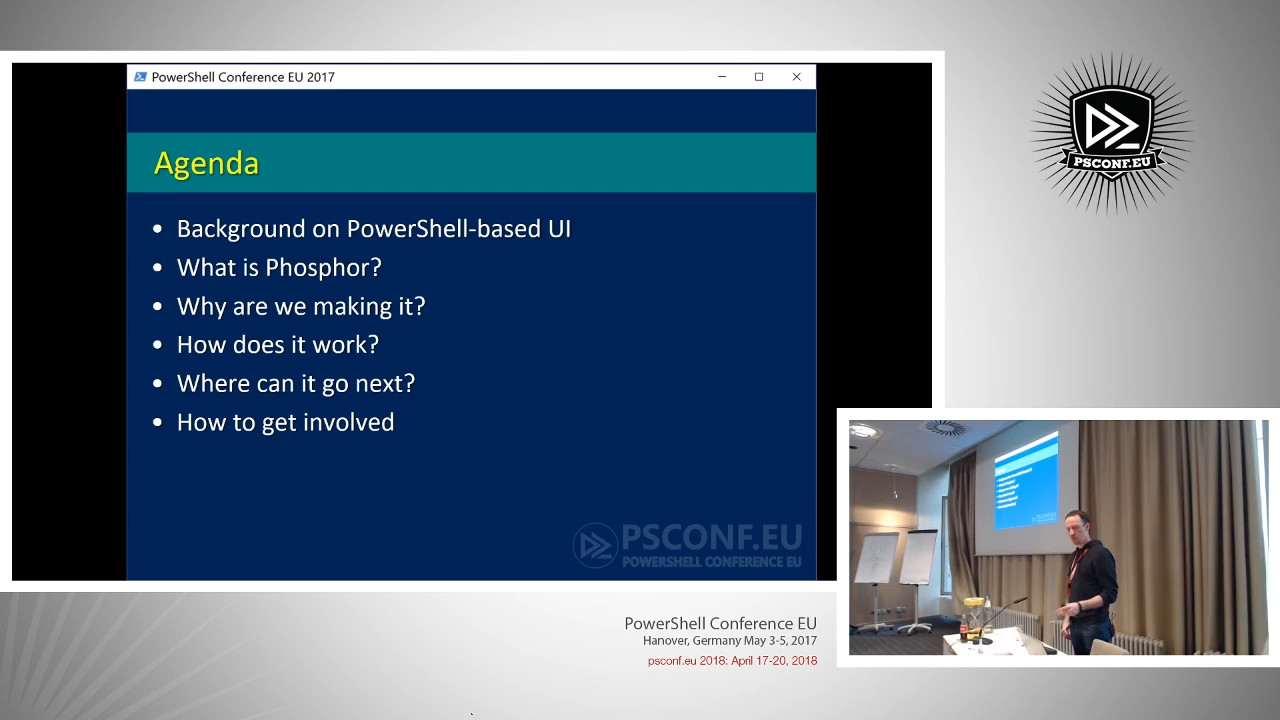 PowerShell Conference EU 2017
Agenda
• Background on PowerShell-based UI
• What is Phosphor?
• Why are we making it?
• How does it work?
• Where can it go next?
• How to get involved
PSCONF.EU
POWERSHELL CONFERENCE EU
PSCONF.EU
PowerShell Conference EU
Hanover, Germany May 3-5, 2017
psconf.eu 2018: April 17-20, 2018